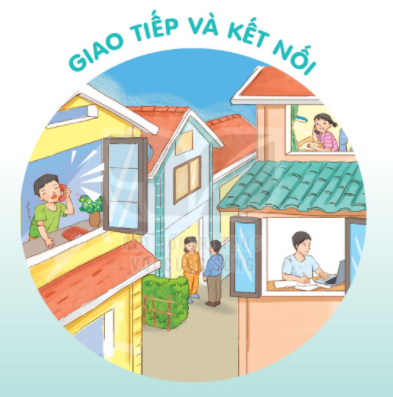 GIAO TIẾP VÀ KẾT NỐI